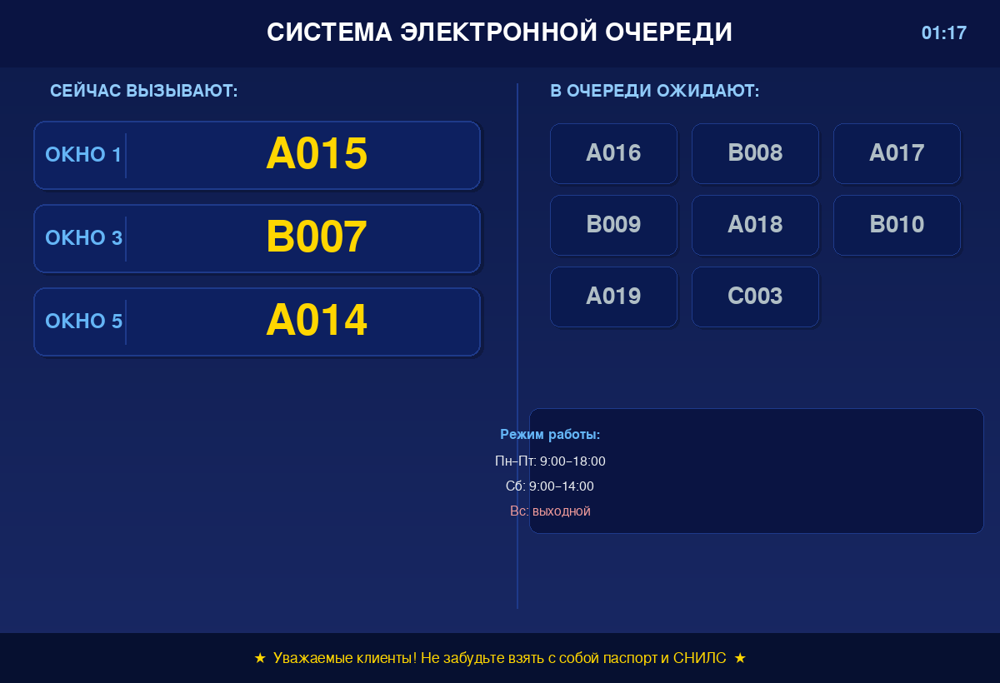 СИСТЕМА ЭЛЕКТРОННОЙ ОЧЕРЕДИ
01:17
СЕЙЧАС ВЫЗЫВАЮТ:
ОКНО 1 A015
ОКНО 3 B007
ОКНО 5 A014
В ОЧЕРЕДИ ОЖИДАЮТ:
A016 B008 A017
B009 A018 B010
A019 C003
Режим работы:
Пн–Пт: 9:00–18:00
Сб: 9:00–14:00
Вс: выходной
★ Уважаемые клиенты! Не забудьте взять с собой паспорт и СНИЛС ★